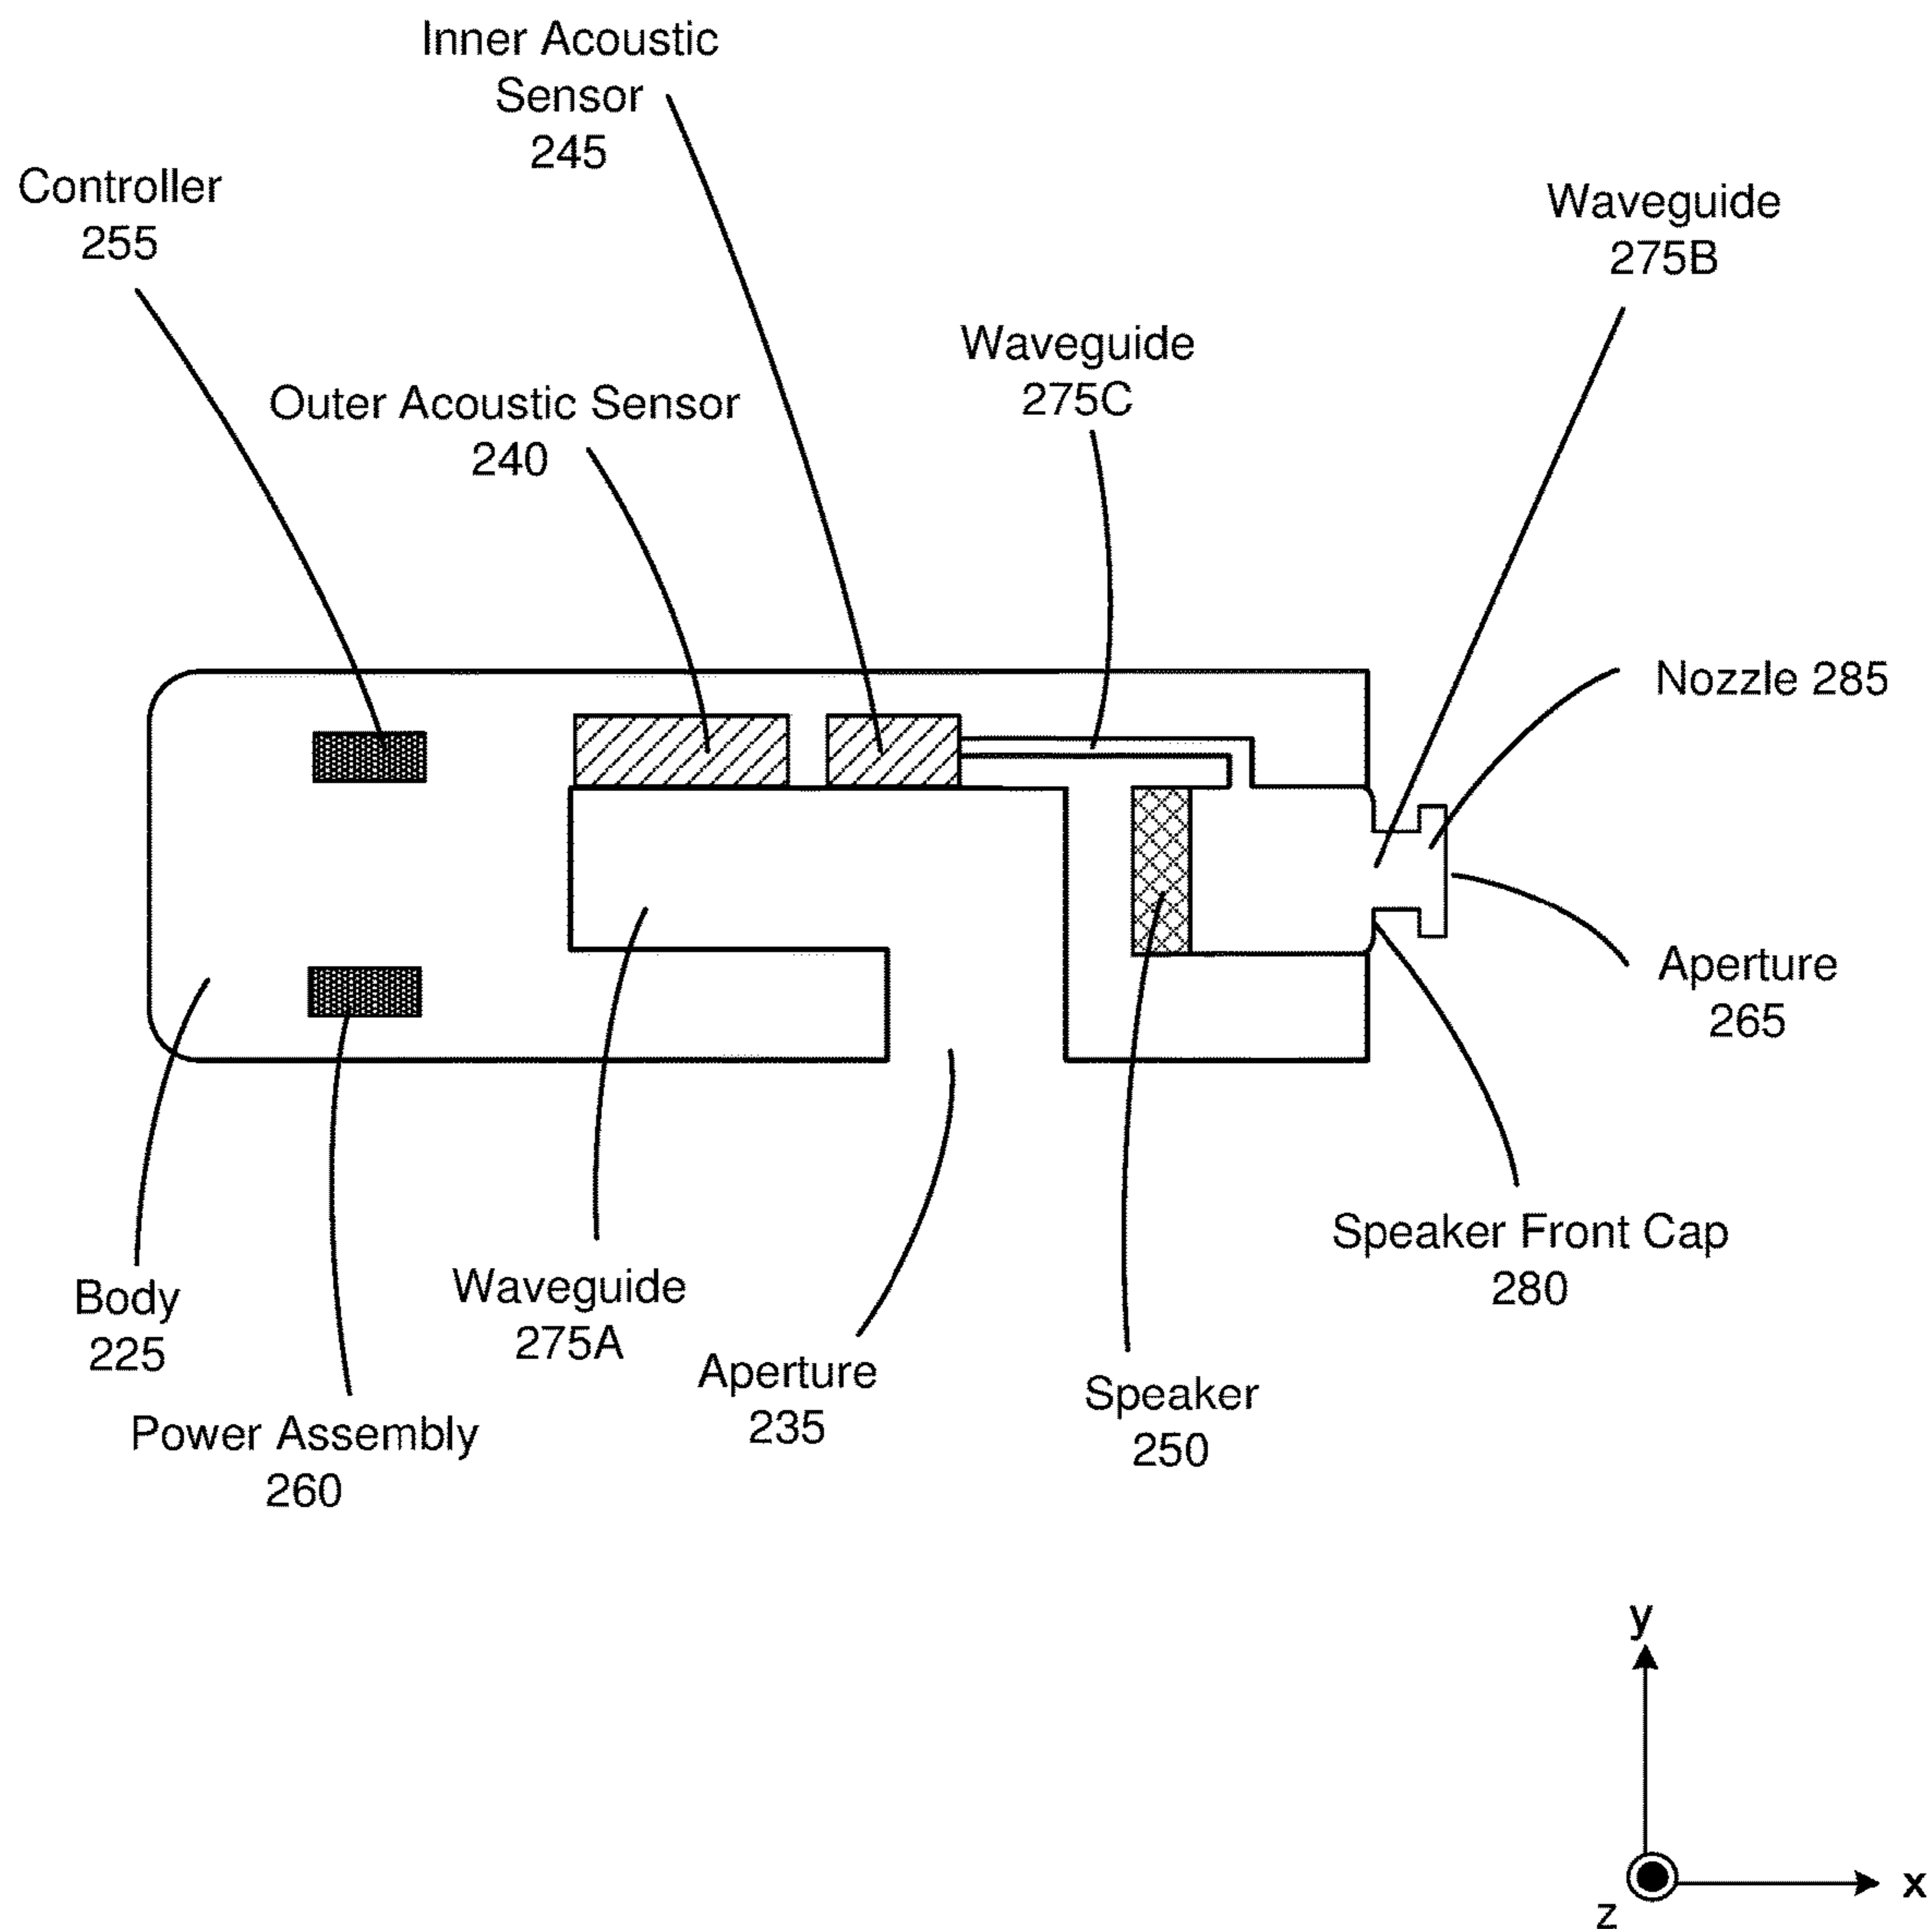 Inner Acoustic
Sensor
245
Controller
255
Waveguide
275B
Waveguide
275C
Outer Acoustic Sensor
240
Nozzle 285
Aperture
265
Speaker Front Cap
280
Body
225
Waveguide
275A
Aperture
235
Speaker
250
Power Assembly
260
y
x
z